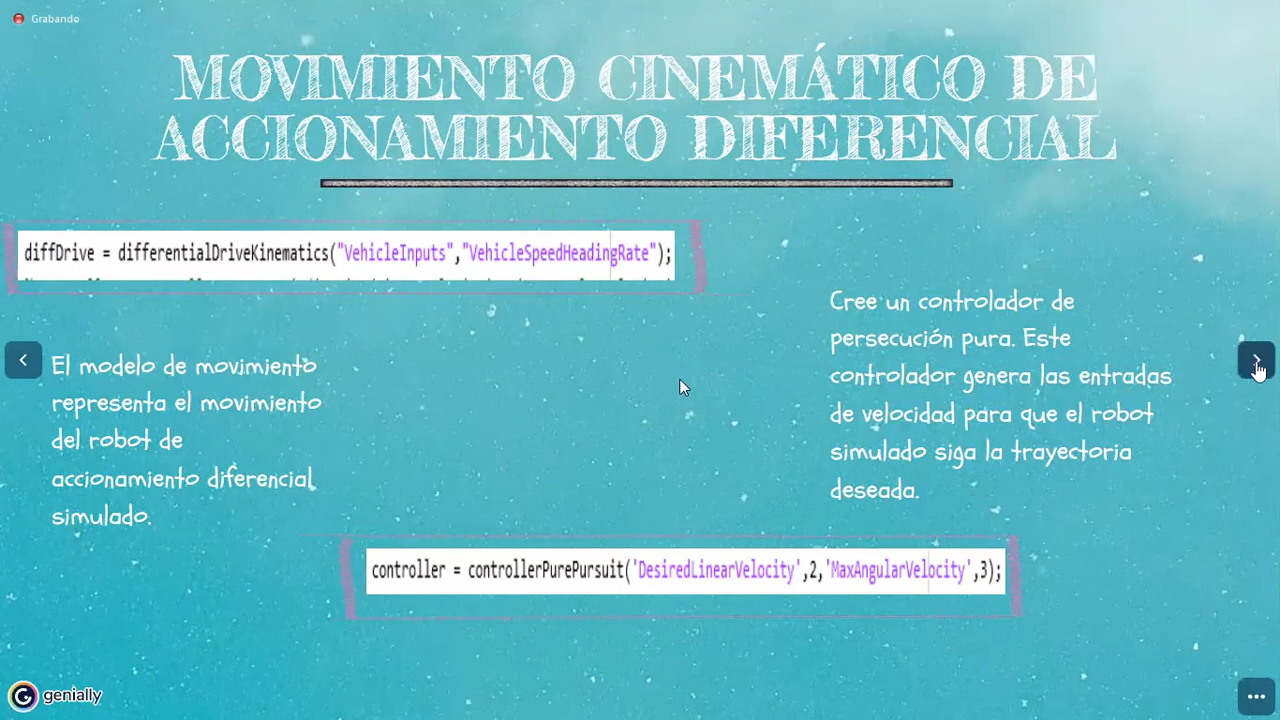 Grabando
MOVIMIENTO CINEMÁTICO DE
ACCIONAMIENTO DIFERENCIAL
diffDrive = differentialDriveKinematics("VehicleInputs","VehicleSpeedHeadingRate");
El modelo de movimiento
representa el movimiento
del robot de
accionamiento diferencial
simulado.
Cree un controlador de
persecución pura. Este
controlador genera las entradas
de velocidad para que el robot
simulado siga la trayectoria
deseada.
controller = controllerPurePursuit('DesiredLinearVelocity',2,'MaxAngularVelocity',3);
genially